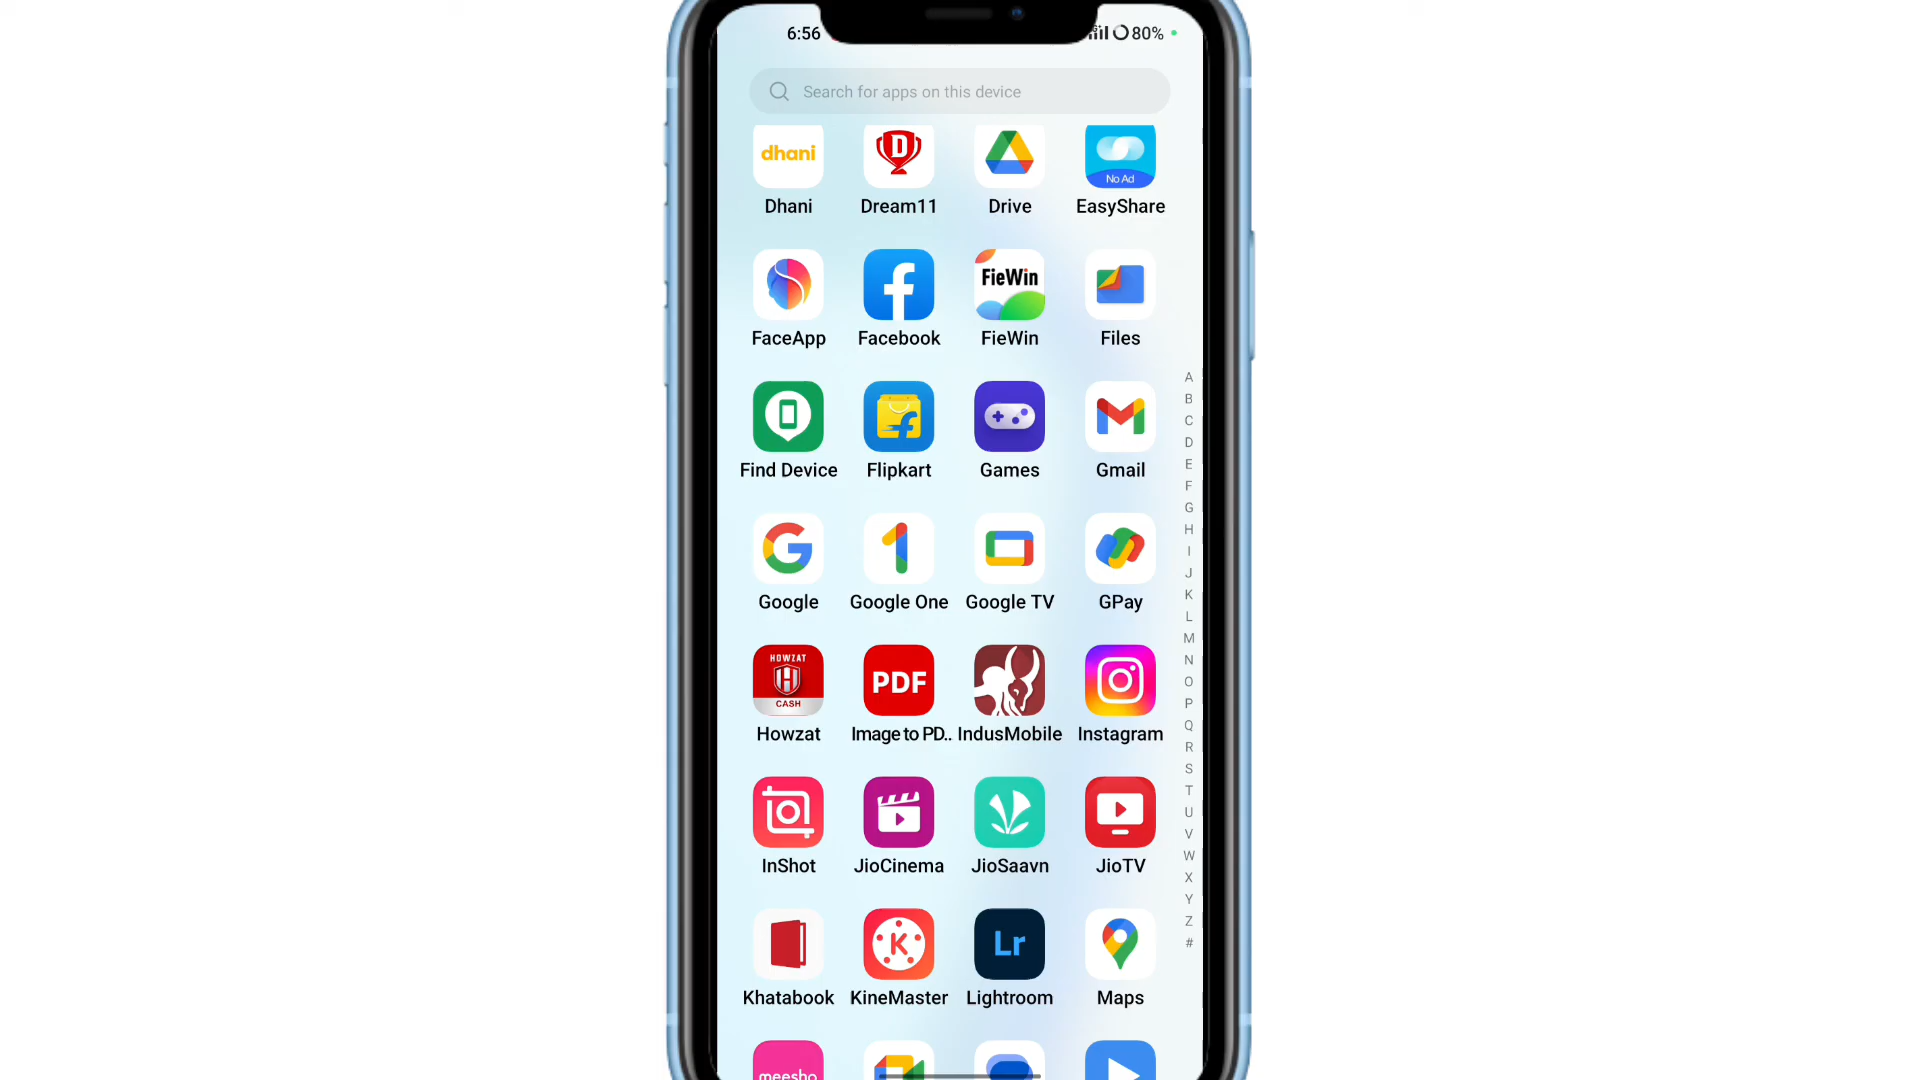 6:56 80%
Search for apps on this device
dhani D No Ad
Dhani Dream11 Drive EasyShare
FieWin
FaceApp Facebook FieWin Files
Find Device Flipkart Games Gmail
Google Google One Google TV GPay
HOWZAT
H PDF
CASH
Howzat Image to PD.. IndusMobile Instagram
InShot JioCinema JioSaavn JioTV
K Lr
Khatabook KineMaster Lightroom Maps
meesho
A
B
C
D
E
F
G
H
I
J
K
L
M
N
O
P
Q
R
S
T
U
V
W
X
Y
Z
#